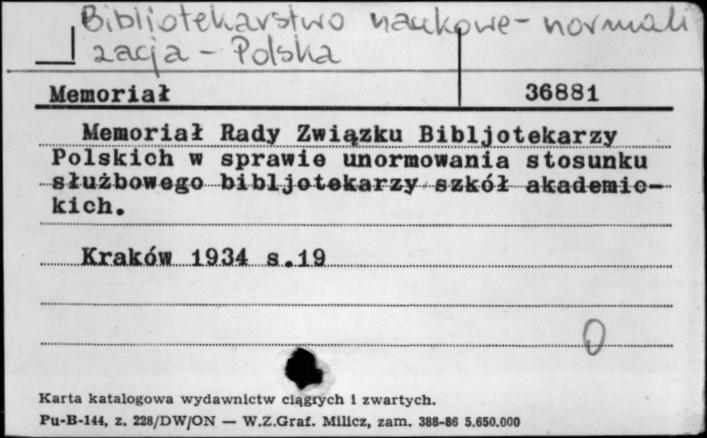 Bibliotekarstwo naukowe - normali
zacja - Polska
Memoriał 36881
Memoriał Rady Związku Bibljotekarzy
Polskich w sprawie unormowania stosunku
służbowego bibljotekarzy szkół akademic-
kich.
Kraków 1934 s.19
O
Karta katalogowa wydawnictw ciągłych i zwartych.
Pu-B-144, z. 228/DW/ON — W.Z.Graf. Milicz, zam. 388-86 5.650.000